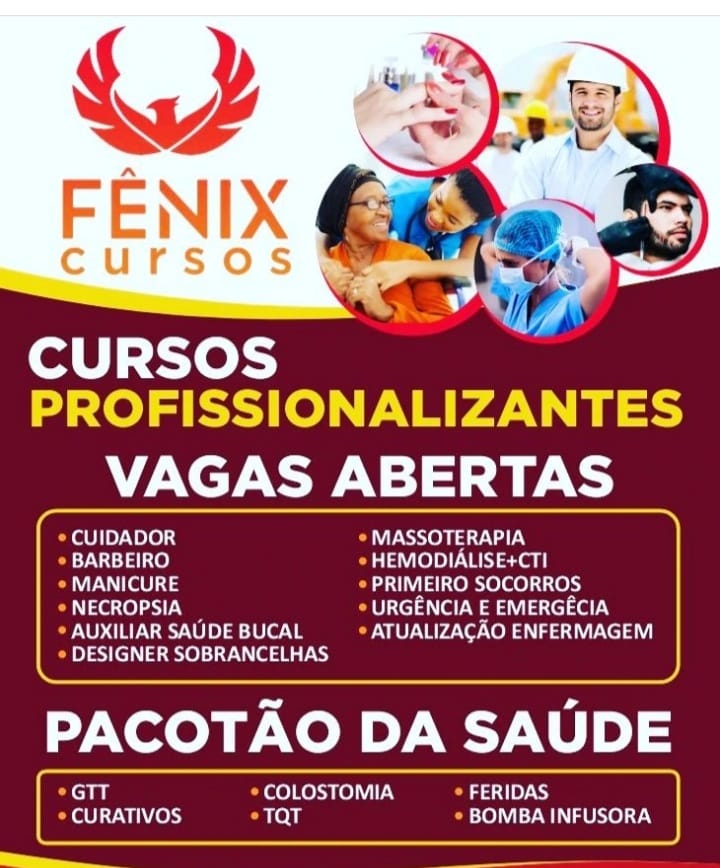 FÊNIX
cursos
CURSOS
PROFISSIONALIZANTES
VAGAS ABERTAS
• CUIDADOR
• BARBEIRO
• MANICURE
• NECROPSIA
• AUXILIAR SAÚDE BUCAL
• DESIGNER SOBRANCELHAS
• MASSOTERAPIA
• HEMODIÁLISE+CTI
• PRIMEIRO SOCORROS
• URGÊNCIA E EMERGÊCIA
• ATUALIZAÇÃO ENFERMAGEM
PACOTÃO DA SAÚDE
• GTT
• CURATIVOS
• COLOSTOMIA
• TQT
• FERIDAS
• BOMBA INFUSORA